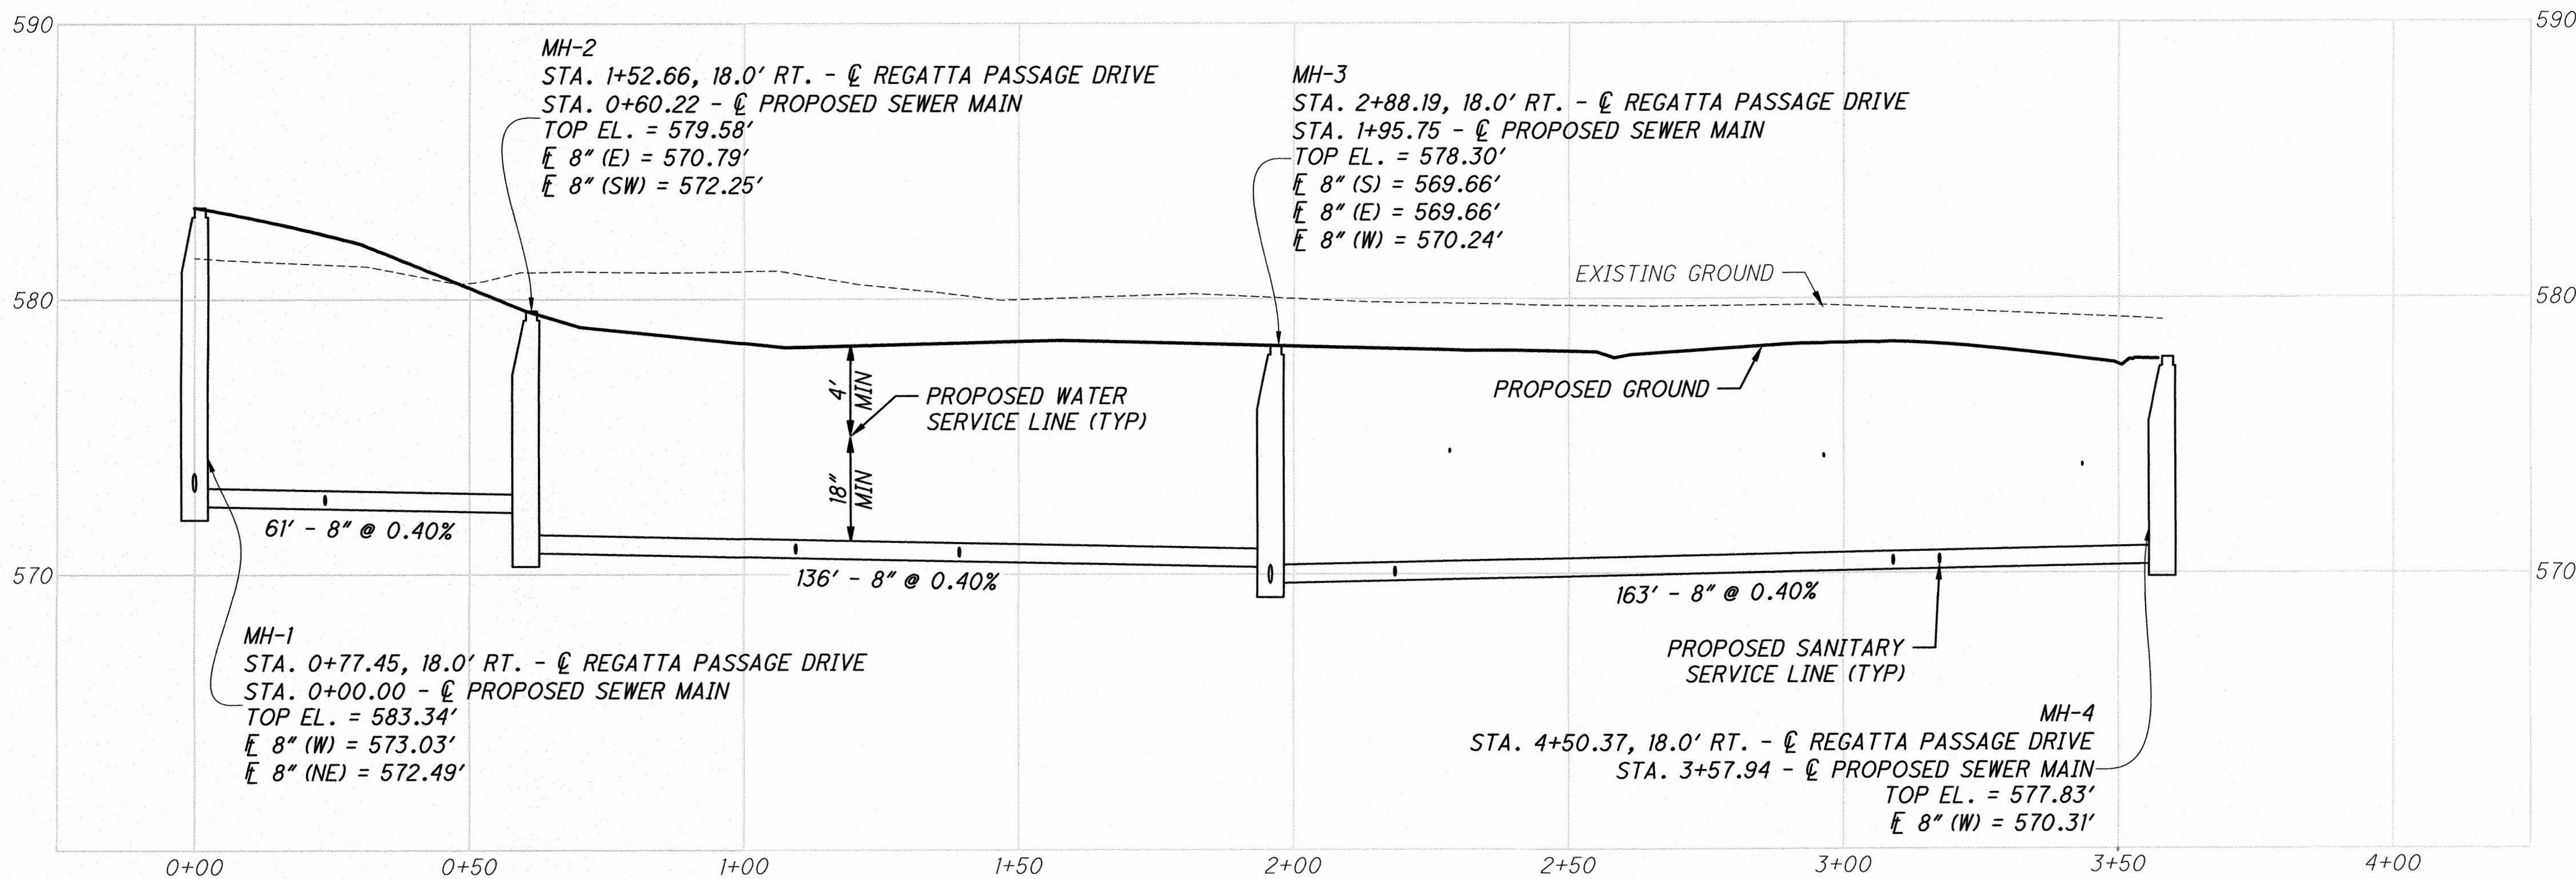 590
590
MH-2
STA. 1+52.66, 18.0' RT. - ℄ REGATTA PASSAGE DRIVE
STA. 0+60.22 - ℄ PROPOSED SEWER MAIN
TOP EL. = 579.58'
FL 8" (E) = 570.79'
FL 8" (SW) = 572.25'
MH-3
STA. 2+88.19, 18.0' RT. - ℄ REGATTA PASSAGE DRIVE
STA. 1+95.75 - ℄ PROPOSED SEWER MAIN
TOP EL. = 578.30'
FL 8" (S) = 569.66'
FL 8" (E) = 569.66'
FL 8" (W) = 570.24'
EXISTING GROUND
580
580
4'
MIN
PROPOSED WATER
SERVICE LINE (TYP)
PROPOSED GROUND
18"
MIN
61' - 8" @ 0.40%
136' - 8" @ 0.40%
163' - 8" @ 0.40%
570
570
PROPOSED SANITARY
SERVICE LINE (TYP)
MH-1
STA. 0+77.45, 18.0' RT. - ℄ REGATTA PASSAGE DRIVE
STA. 0+00.00 - ℄ PROPOSED SEWER MAIN
TOP EL. = 583.34'
FL 8" (W) = 573.03'
FL 8" (NE) = 572.49'
MH-4
STA. 4+50.37, 18.0' RT. - ℄ REGATTA PASSAGE DRIVE
STA. 3+57.94 - ℄ PROPOSED SEWER MAIN
TOP EL. = 577.83'
FL 8" (W) = 570.31'
0+00
0+50
1+00
1+50
2+00
2+50
3+00
3+50
4+00